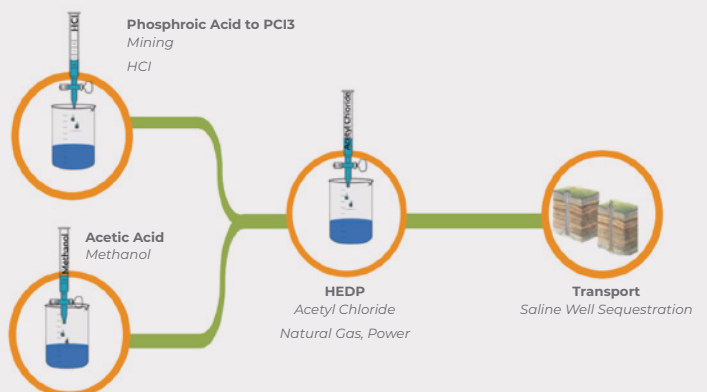 HCl
Phosphroic Acid to PCl3
Mining
HCl
Methanol
Acetic Acid
Methanol
Acetyl Chloride
HEDP
Acetyl Chloride
Natural Gas, Power
Transport
Saline Well Sequestration